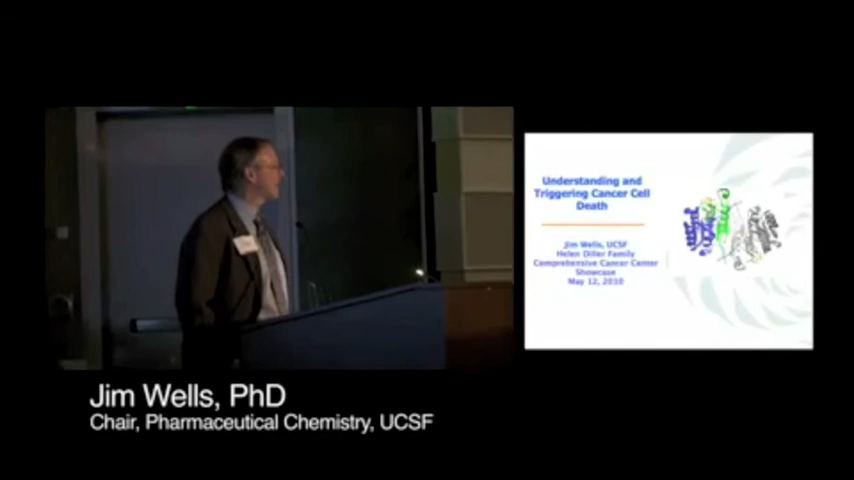 Understanding and
Triggering Cancer Cell
Death
Jim Wells, UCSF
Helen Diller Family
Comprehensive Cancer Center
Showcase
May 12, 2010
Jim Wells, PhD
Chair, Pharmaceutical Chemistry, UCSF